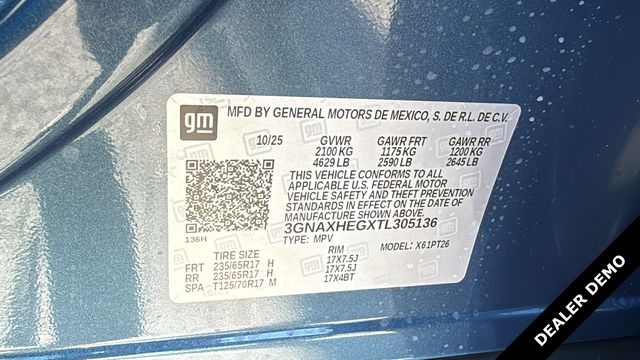 gm
MFD BY GENERAL MOTORS DE MEXICO, S. DE R.L. DE C.V.
10/25 GVWR GAWR FRT GAWR RR
2100 KG 1175 KG 1200 KG
4629 LB 2590 LB 2645 LB
THIS VEHICLE CONFORMS TO ALL
APPLICABLE U.S. FEDERAL MOTOR
VEHICLE SAFETY AND THEFT PREVENTION
STANDARDS IN EFFECT ON THE DATE OF
MANUFACTURE SHOWN ABOVE.
3GNAXHEGXTL305136
136H
TYPE: MPV MODEL: X61PT26
TIRE SIZE RIM
FRT 235/65R17 H 17X7.5J
RR 235/65R17 H 17X7.5J
SPA T125/70R17 M 17X4BT
DEALER DEMO